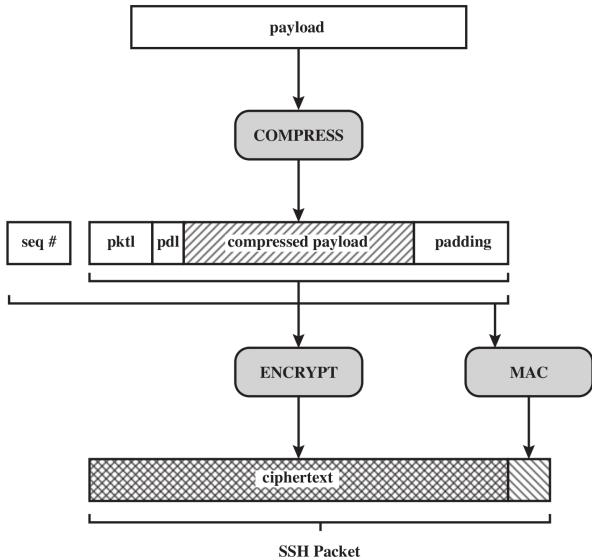 payload
COMPRESS
seq # pktl pdl compressed payload padding
ENCRYPT MAC
ciphertext
SSH Packet